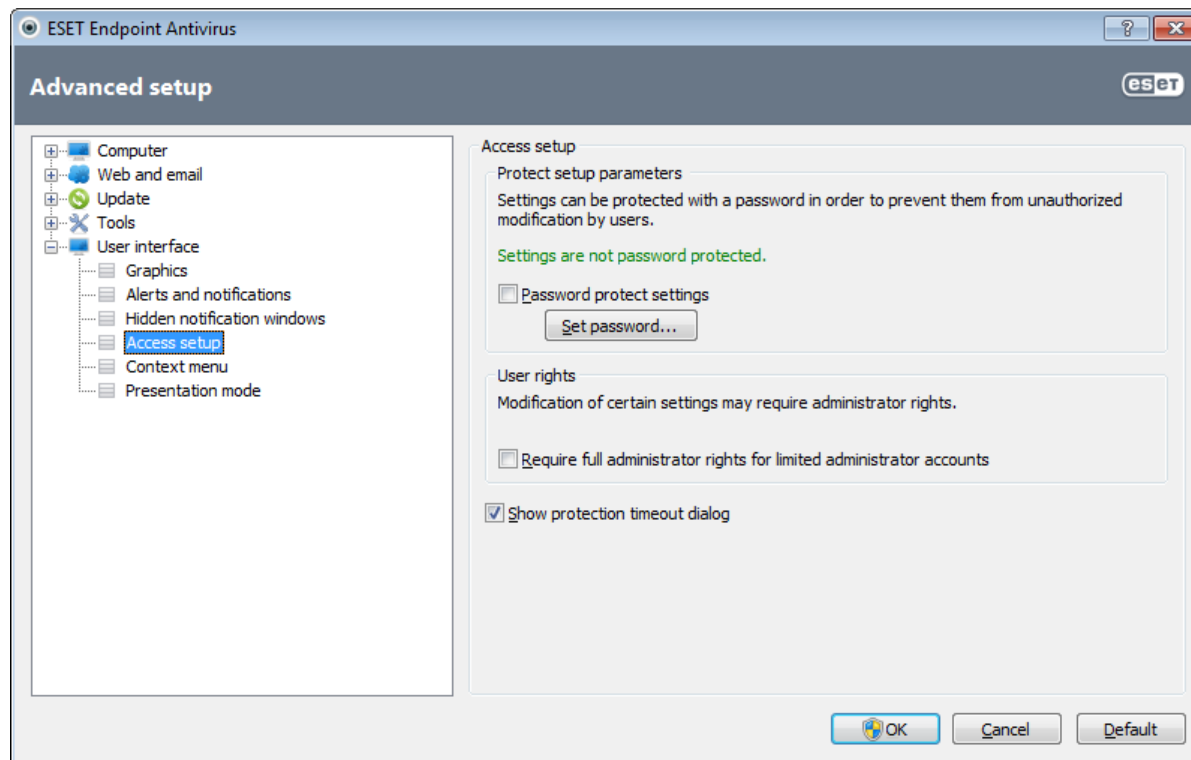 ESET Endpoint Antivirus
?
Advanced setup
eseT
Computer
Web and email
Update
Tools
User interface
Graphics
Alerts and notifications
Hidden notification windows
Access setup
Context menu
Presentation mode
Access setup
Protect setup parameters
Settings can be protected with a password in order to prevent them from unauthorized
modification by users.
Settings are not password protected.
Password protect settings
Set password...
User rights
Modification of certain settings may require administrator rights.
Require full administrator rights for limited administrator accounts
Show protection timeout dialog
OK
Cancel
Default